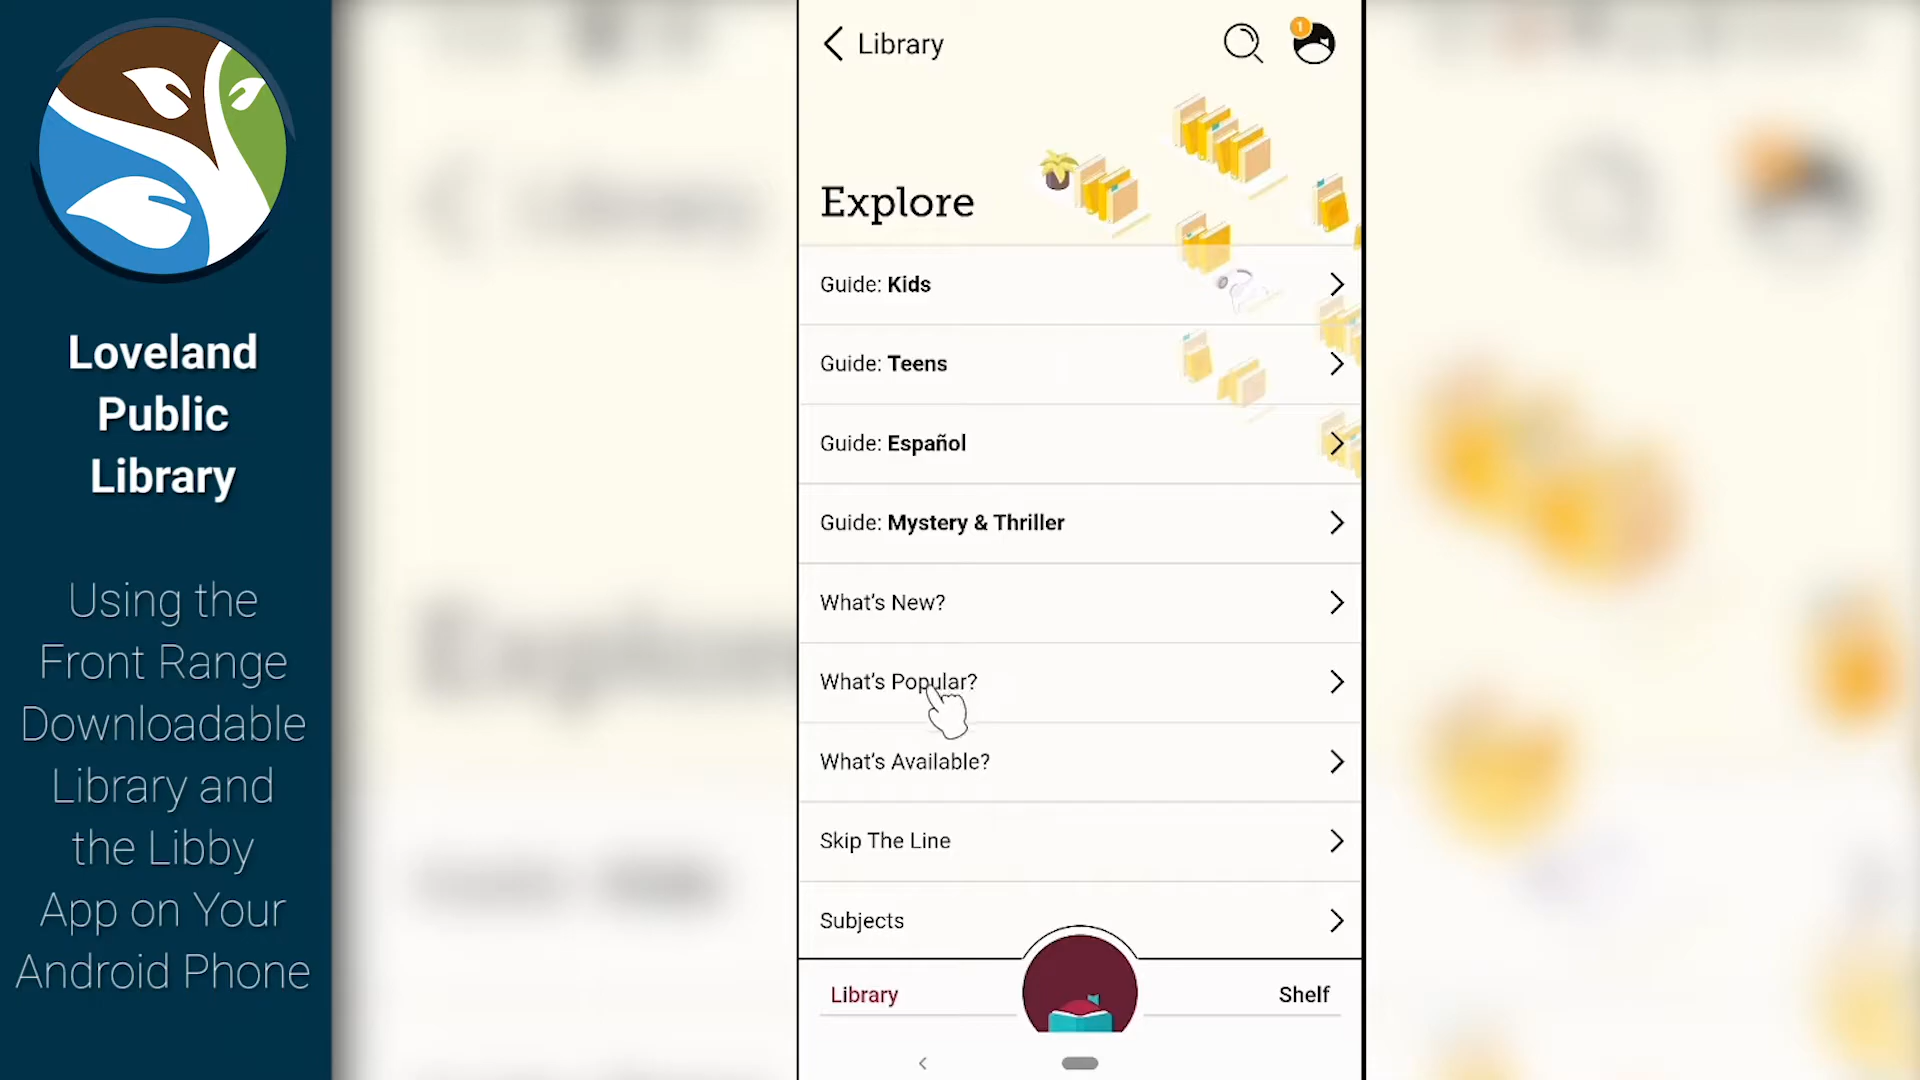 Loveland
Public
Library
Using the
Front Range
Downloadable
Library and
the Libby
App on Your
Android Phone
Library
1
Explore
Guide: Kids
Guide: Teens
Guide: Español
Guide: Mystery & Thriller
What's New?
What's Popular?
What's Available?
Skip The Line
Subjects
Library
Shelf